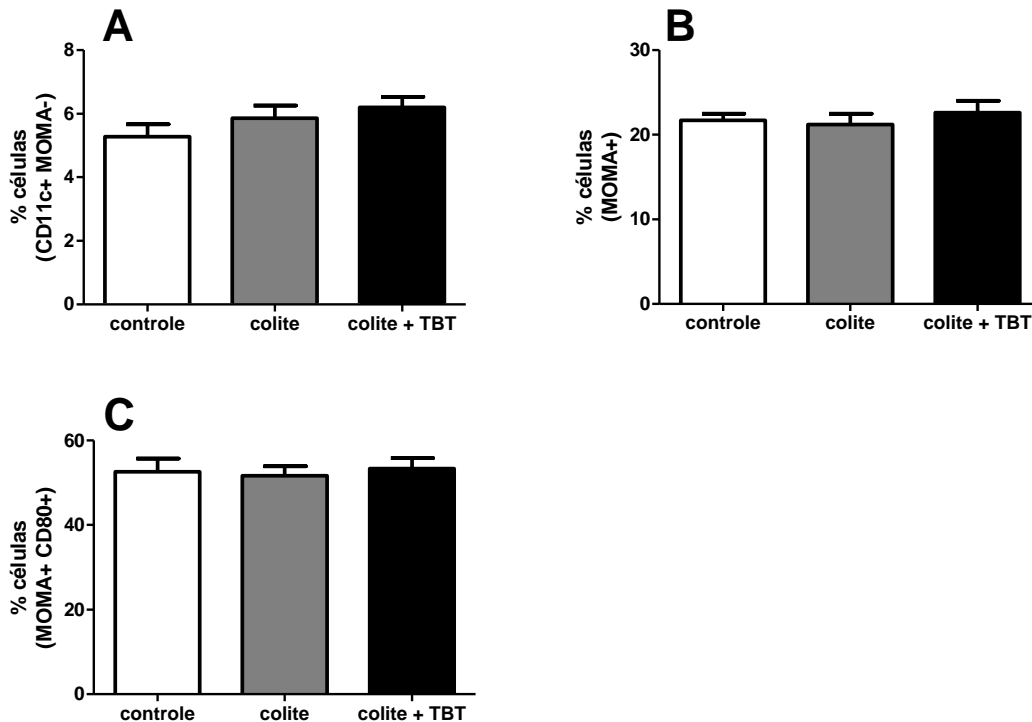 A
% células
(CD11c+ MOMA-)
8
6
4
2
0
controle
colite
colite + TBT
B
% células
(MOMA+)
30
20
10
0
controle
colite
colite + TBT
C
% células
(MOMA+ CD80+)
60
40
20
0
controle
colite
colite + TBT